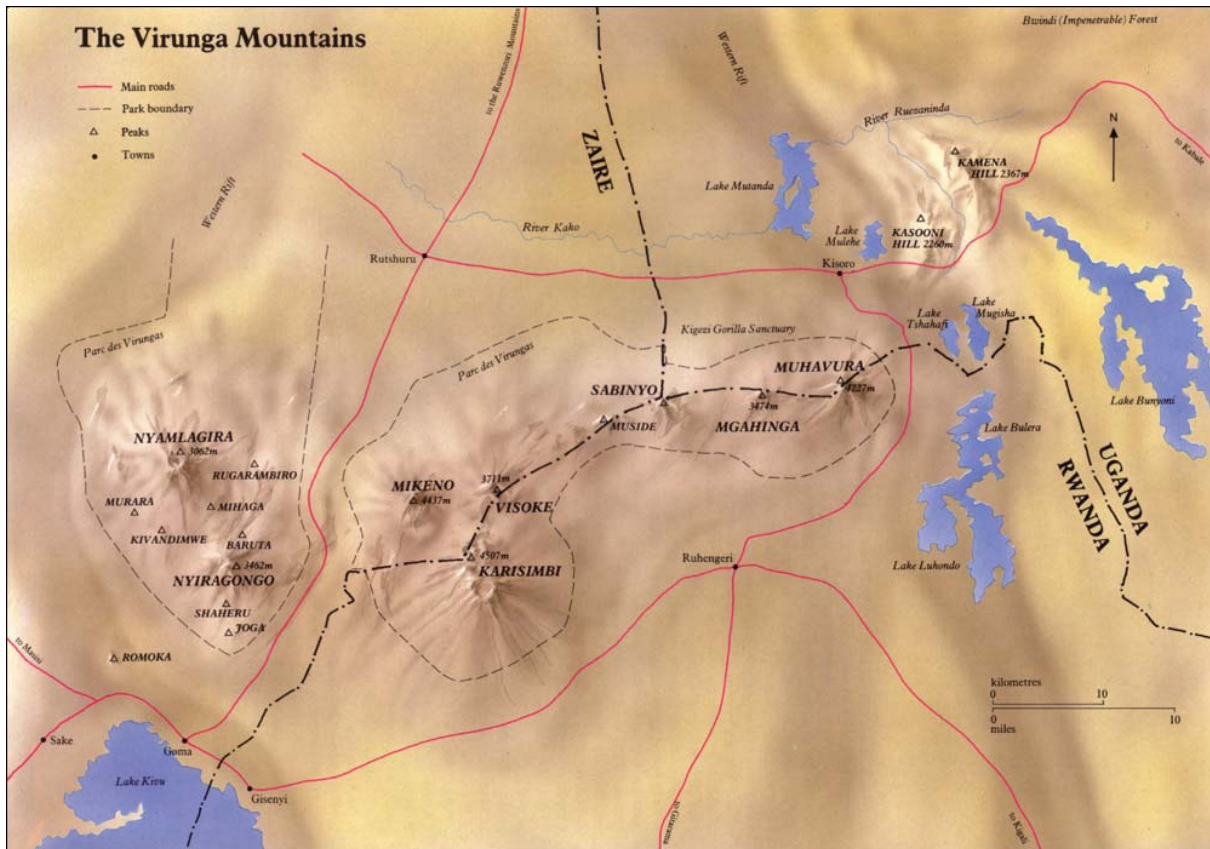 The Virunga Mountains
Main roads
Park boundary
Peaks
Towns
Bwindi (Impenetrable) Forest
to the Ruwenzori Mountains
Western Rift
River Ruezaninda
N
to Kabale
KAMENA
HILL 2367m
ZAIRE
Lake Mutanda
Western Rift
River Kako
Lake
Mulehe
KASOONI
HILL 2260m
Rutshuru
Kisoro
Lake
Tshahafi
Lake
Mugisha
Parc des Virungas
Kigezi Gorilla Sanctuary
Parc des Virungas
MUHAVURA
4227m
SABINYO
3474m
Lake Bunyoni
MUSIDE
MGAHINGA
Lake Bulera
NYAMLAGIRA
3062m
RUGARAMBIRO
MIKENO
4437m
3711m
VISOKE
UGANDA
RWANDA
MURARA
MIHAGA
KIVANDIMWE
BARUTA
3462m
NYIRAGONGO
4507m
KARISIMBI
Ruhengeri
Lake Luhondo
SHAHERU
JOGA
ROMOKA
to Masisi
kilometres
0 10
0 10
miles
Sake
Goma
Lake Kivu
Gisenyi
to Kigali